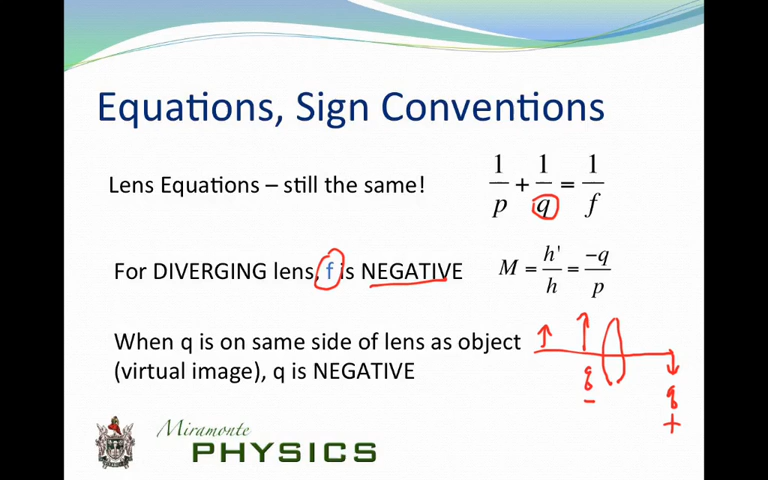 Equations, Sign Conventions
Lens Equations – still the same!
1/p + 1/q = 1/f
For DIVERGING lens, f is NEGATIVE
M = h'/h = -q/p
When q is on same side of lens as object
(virtual image), q is NEGATIVE
q
–
q
+
Miramonte
PHYSICS